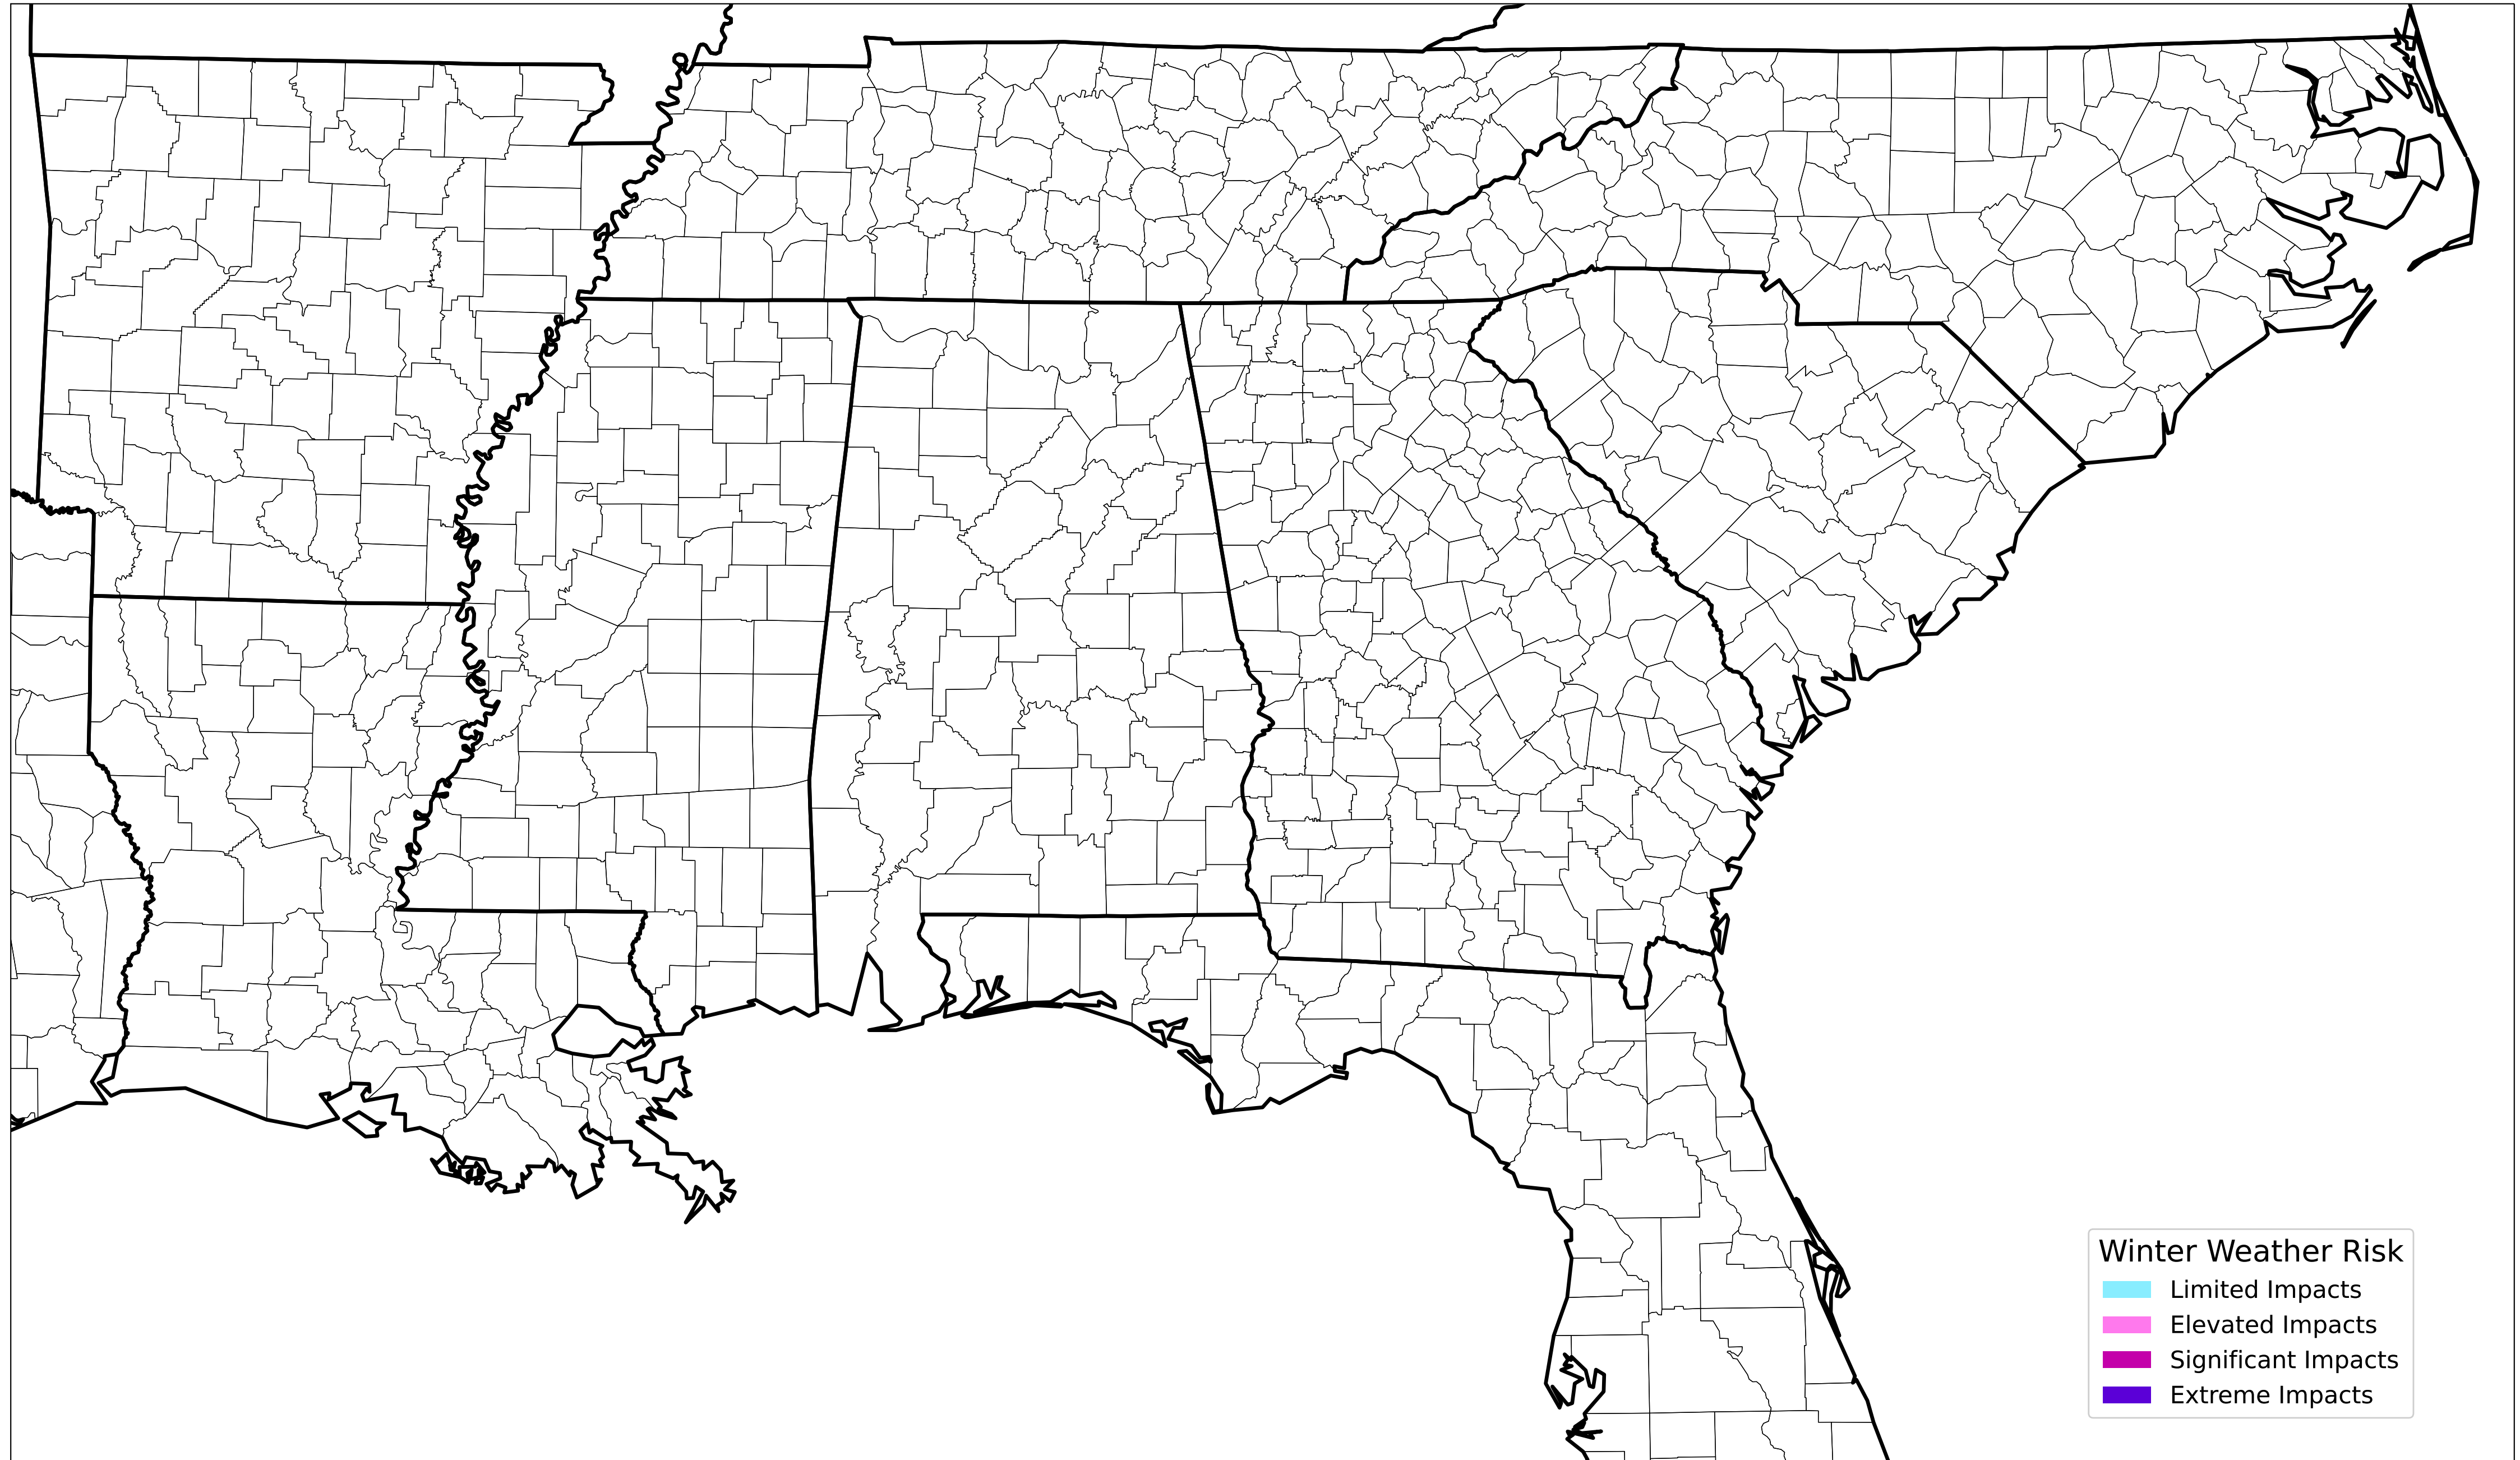 Winter Weather Risk
Limited Impacts
Elevated Impacts
Significant Impacts
Extreme Impacts